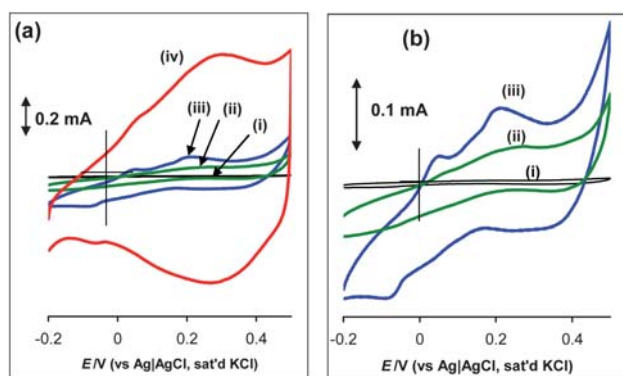 (a)
(iv)
0.2 mA
(iii)
(ii)
(i)
-0.2
0
0.2
0.4
E/V (vs Ag|AgCl, sat'd KCl)
(b)
(iii)
0.1 mA
(ii)
(i)
-0.2
0
0.2
0.4
E/V (vs Ag|AgCl, sat'd KCl)